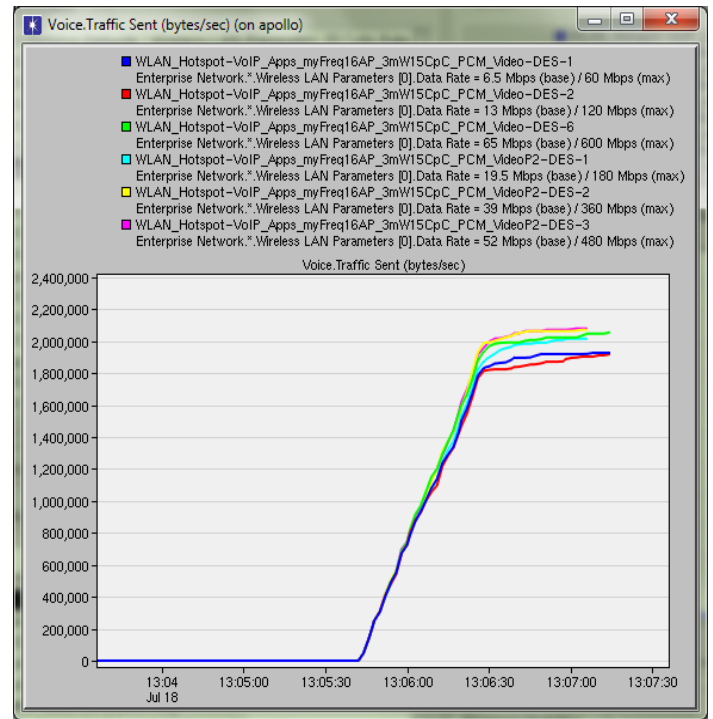 Voice.Traffic Sent (bytes/sec) (on apollo)
WLAN_Hotspot-VoIP_Apps_myFreq16AP_3mW15CpC_PCM_Video-DES-1
Enterprise Network.*.Wireless LAN Parameters [0].Data Rate = 6.5 Mbps (base) / 60 Mbps (max)
WLAN_Hotspot-VoIP_Apps_myFreq16AP_3mW15CpC_PCM_Video-DES-2
Enterprise Network.*.Wireless LAN Parameters [0].Data Rate = 13 Mbps (base) / 120 Mbps (max)
WLAN_Hotspot-VoIP_Apps_myFreq16AP_3mW15CpC_PCM_Video-DES-6
Enterprise Network.*.Wireless LAN Parameters [0].Data Rate = 65 Mbps (base) / 600 Mbps (max)
WLAN_Hotspot-VoIP_Apps_myFreq16AP_3mW15CpC_PCM_VideoP2-DES-1
Enterprise Network.*.Wireless LAN Parameters [0].Data Rate = 19.5 Mbps (base) / 180 Mbps (max)
WLAN_Hotspot-VoIP_Apps_myFreq16AP_3mW15CpC_PCM_VideoP2-DES-2
Enterprise Network.*.Wireless LAN Parameters [0].Data Rate = 39 Mbps (base) / 360 Mbps (max)
WLAN_Hotspot-VoIP_Apps_myFreq16AP_3mW15CpC_PCM_VideoP2-DES-3
Enterprise Network.*.Wireless LAN Parameters [0].Data Rate = 52 Mbps (base) / 480 Mbps (max)
Voice.Traffic Sent (bytes/sec)
2,400,000
2,200,000
2,000,000
1,800,000
1,600,000
1,400,000
1,200,000
1,000,000
800,000
600,000
400,000
200,000
0
13:04 13:05:00 13:05:30 13:06:00 13:06:30 13:07:00 13:07:30
Jul 18